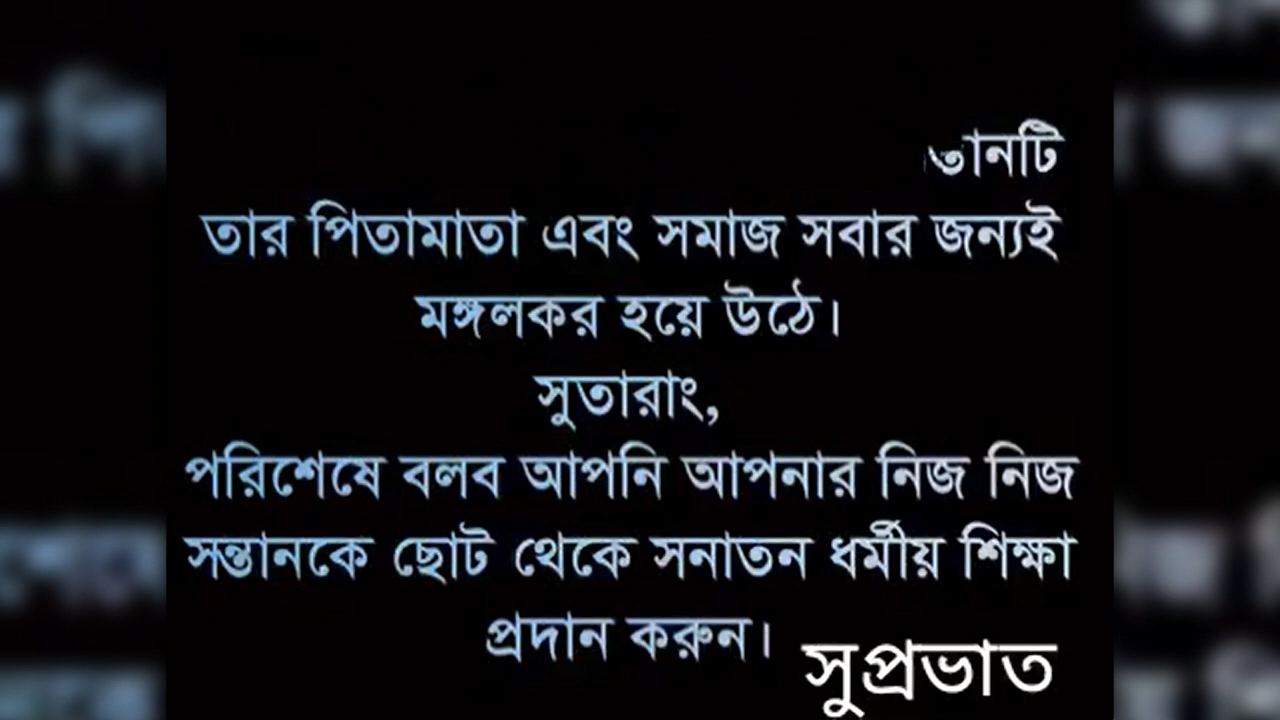 তার পিতামাতা এবং সমাজ সবার জন্যই
মঙ্গলকর হয়ে উঠে।
সুতারাং,
পরিশেষে বলব আপনি আপনার নিজ নিজ
সন্তানকে ছোট থেকে সনাতন ধর্মীয় শিক্ষা
প্রদান করুন।
সুপ্রভাত